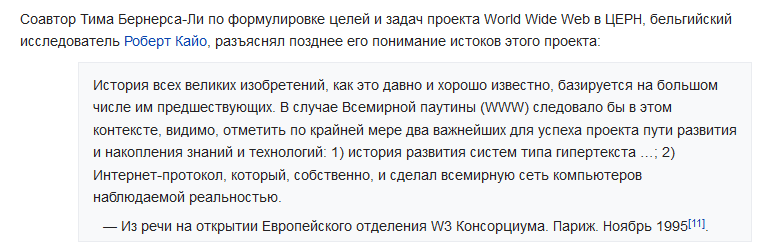 Соавтор Тима Бернерса-Ли по формулировке целей и задач проекта World Wide Web в ЦЕРН, бельгийский
исследователь Роберт Кайо, разъяснял позднее его понимание истоков этого проекта:
История всех великих изобретений, как это давно и хорошо известно, базируется на большом
числе им предшествующих. В случае Всемирной паутины (WWW) следовало бы в этом
контексте, видимо, отметить по крайней мере два важнейших для успеха проекта пути развития
и накопления знаний и технологий: 1) история развития систем типа гипертекста …; 2)
Интернет-протокол, который, собственно, и сделал всемирную сеть компьютеров
наблюдаемой реальностью.
— Из речи на открытии Европейского отделения W3 Консорциума. Париж. Ноябрь 1995[11].